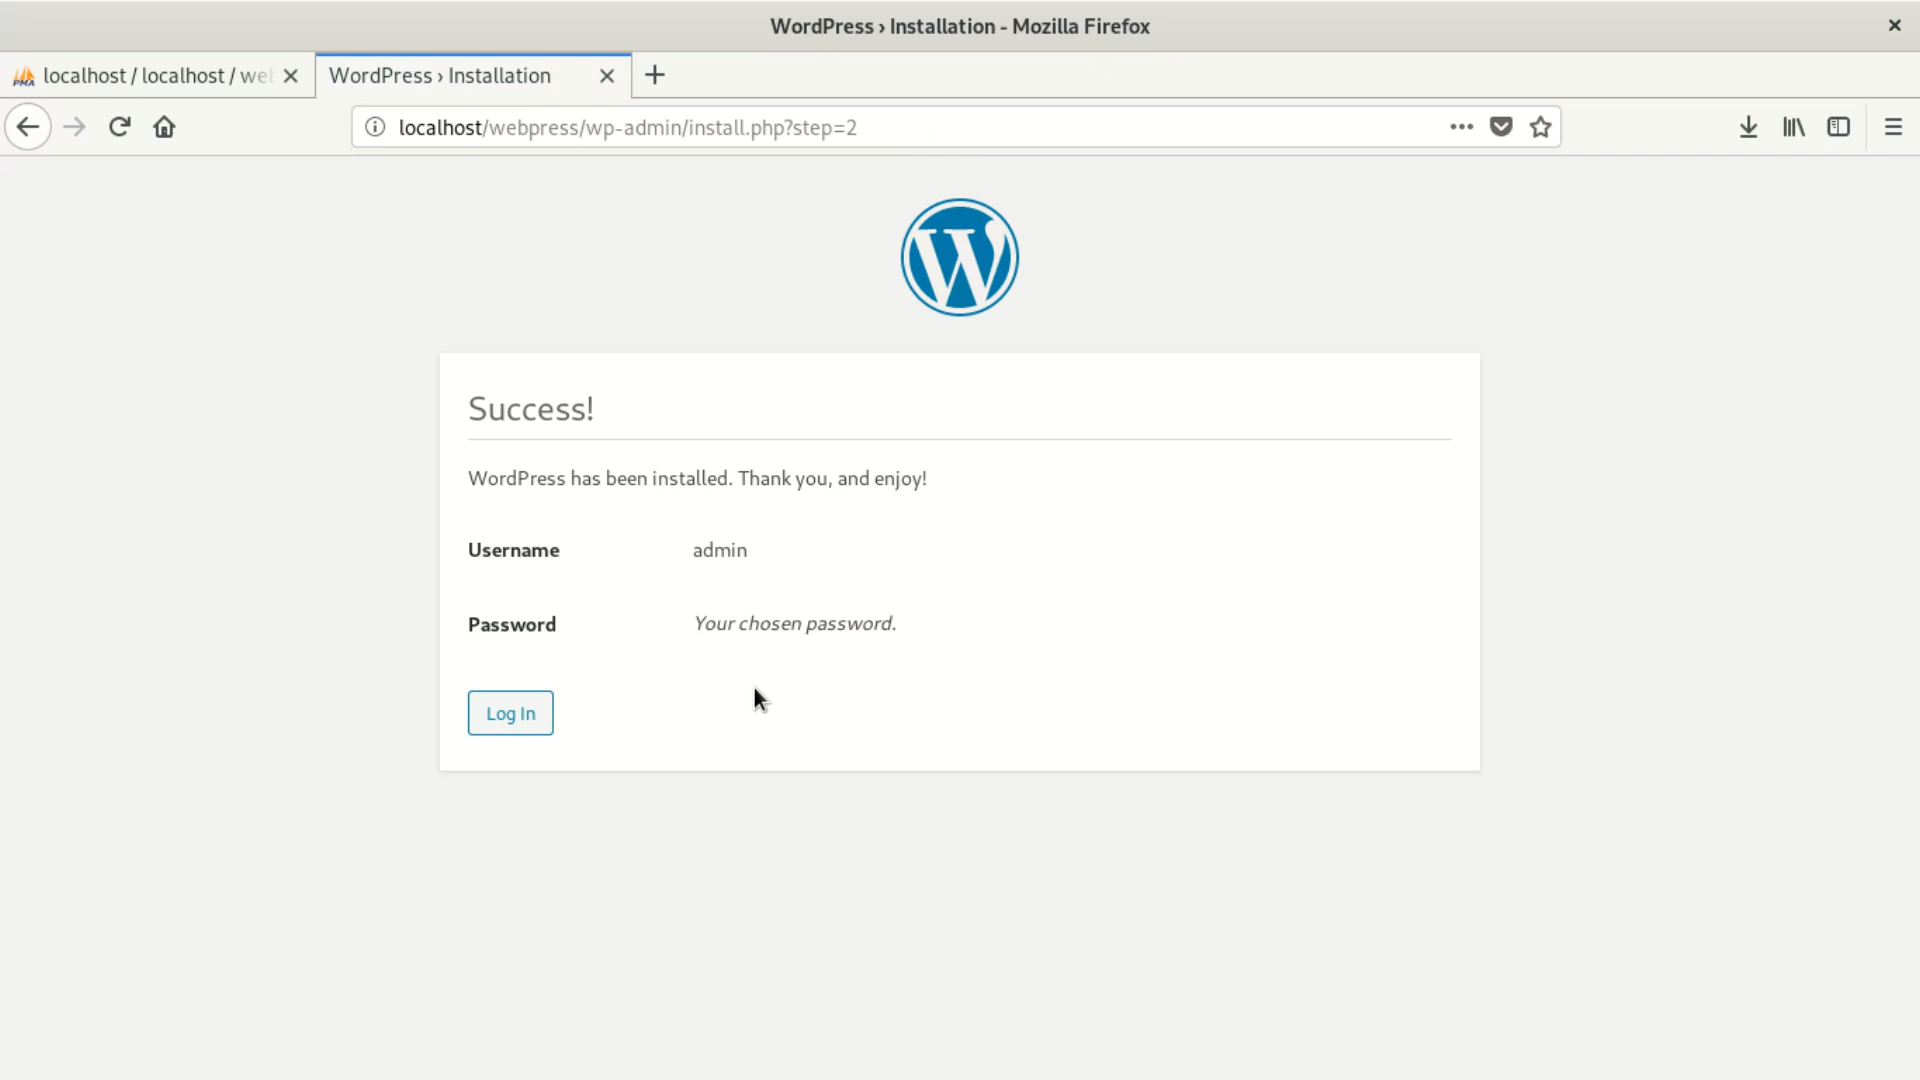 WordPress › Installation - Mozilla Firefox
localhost / localhost / we
WordPress › Installation
localhost/webpress/wp-admin/install.php?step=2
Success!
WordPress has been installed. Thank you, and enjoy!
Username admin
Password Your chosen password.
Log In